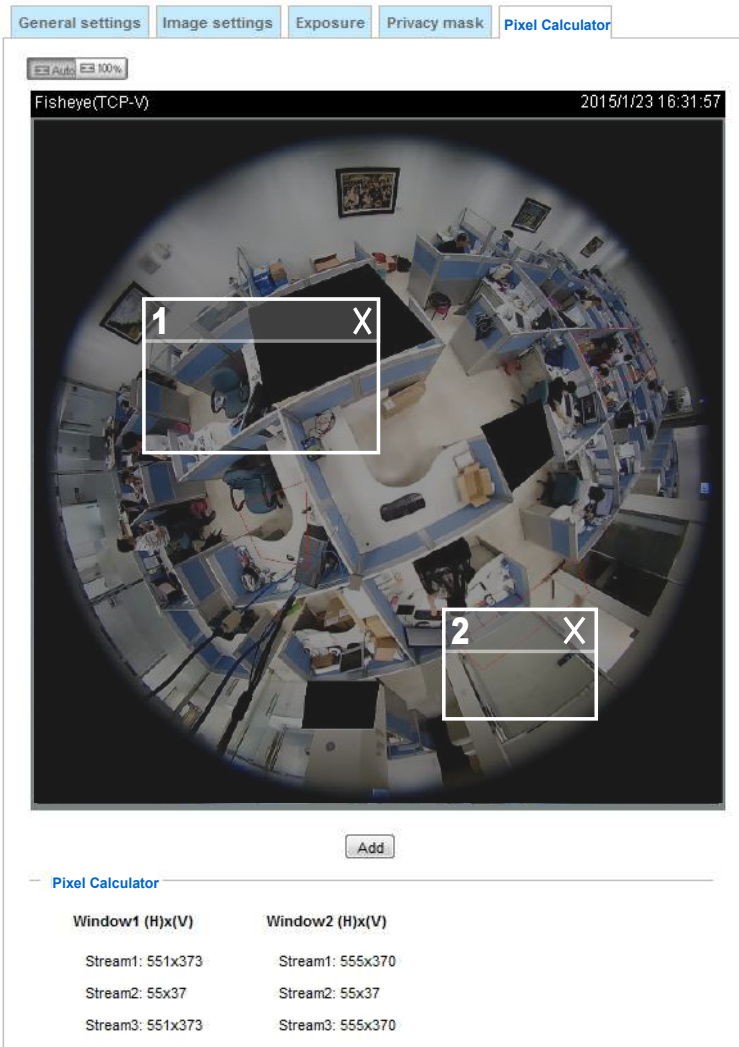 General settings Image settings Exposure Privacy mask Pixel Calculator
Auto 100%
Fisheye(TCP-V) 2015/1/23 16:31:57
1 X
2 X
Add
Pixel Calculator
Window1 (H)x(V) Window2 (H)x(V)
Stream1: 551x373 Stream1: 555x370
Stream2: 55x37 Stream2: 55x37
Stream3: 551x373 Stream3: 555x370